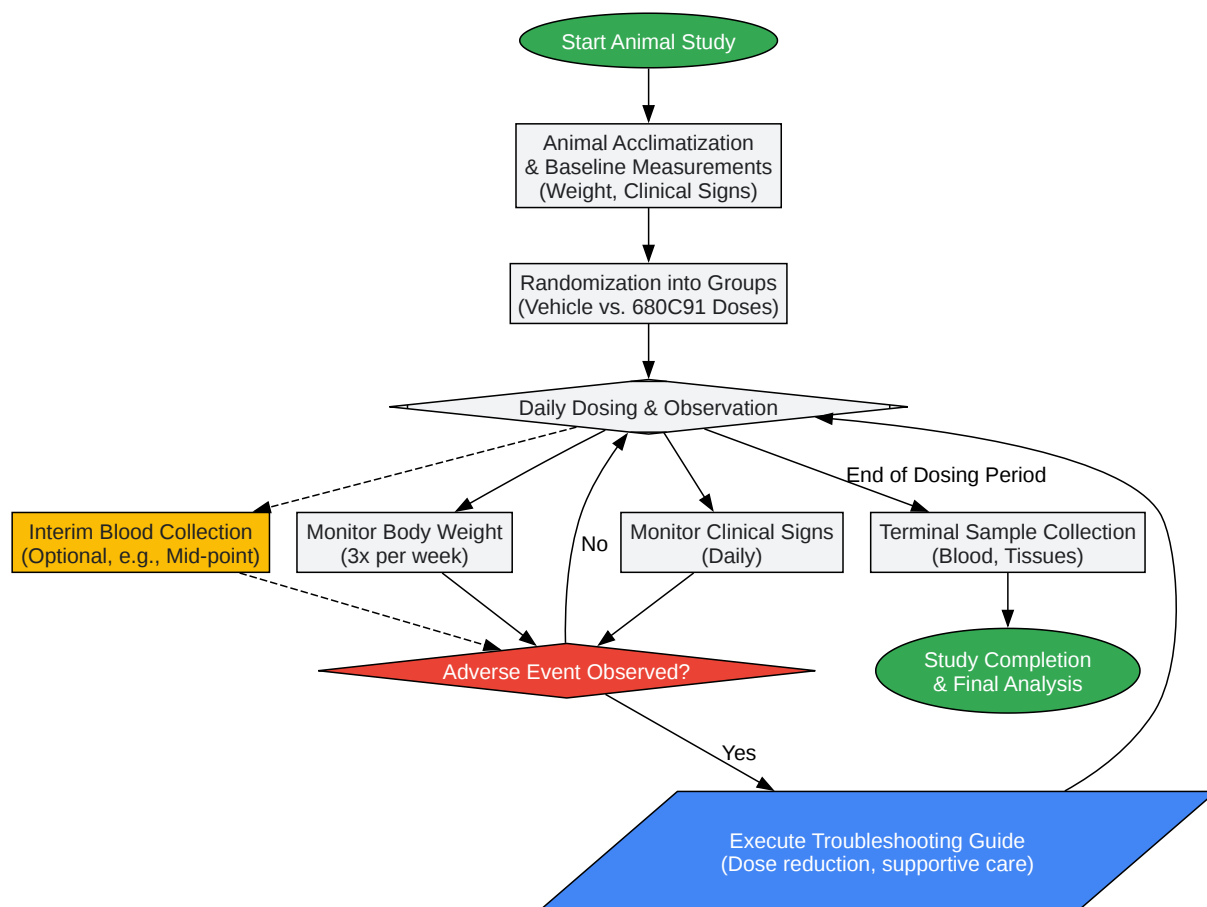 Start Animal Study
Animal Acclimatization
& Baseline Measurements
(Weight, Clinical Signs)
Randomization into Groups
(Vehicle vs. 680C91 Doses)
Daily Dosing & Observation
End of Dosing Period
Interim Blood Collection
(Optional, e.g., Mid-point)
Monitor Body Weight
(3x per week)
No
Monitor Clinical Signs
(Daily)
Terminal Sample Collection
(Blood, Tissues)
Adverse Event Observed?
Study Completion
& Final Analysis
Yes
Execute Troubleshooting Guide
(Dose reduction, supportive care)